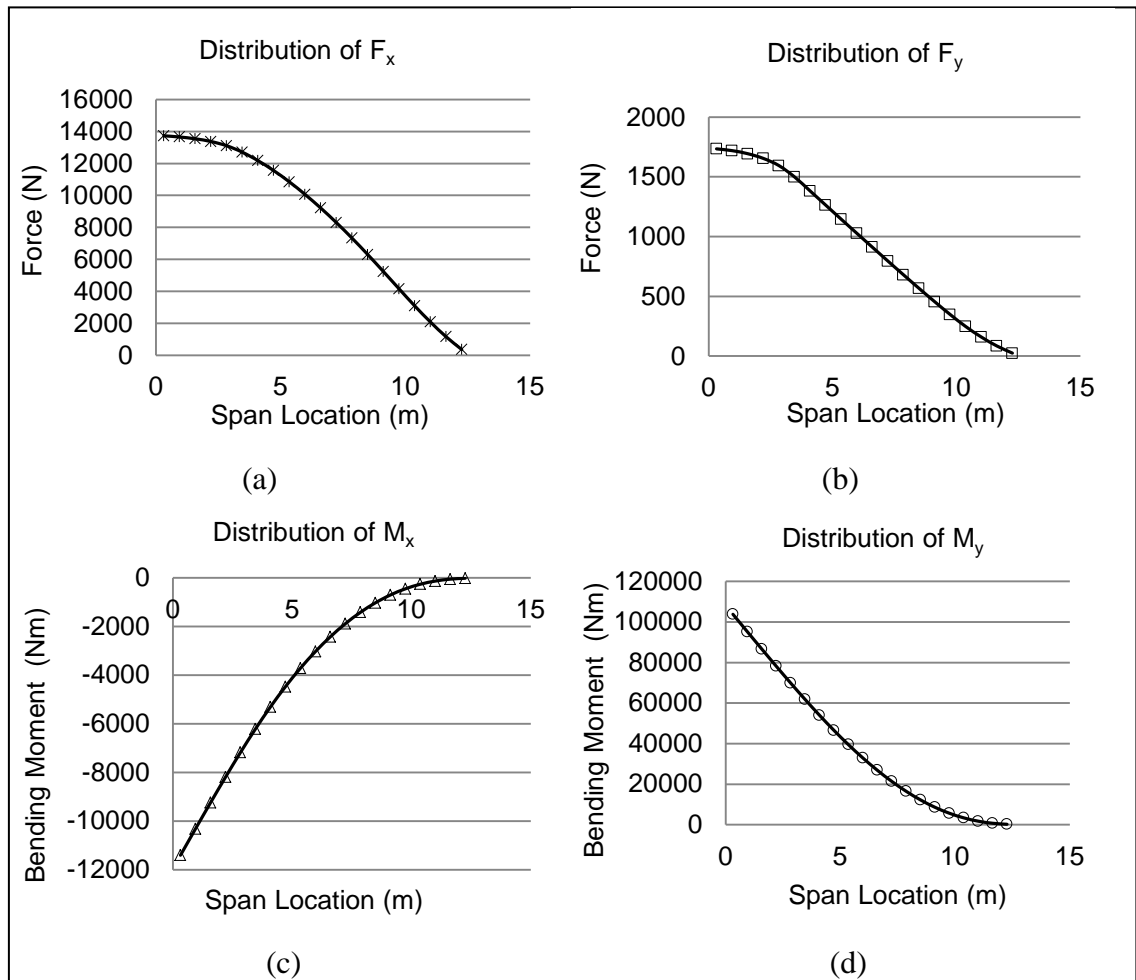 Distribution of Fx
16000
14000
12000
10000
8000
6000
4000
2000
0
0 5 10 15
Force (N)
Span Location (m)
(a)
Distribution of Fy
2000
1500
1000
500
0
0 5 10 15
Force (N)
Span Location (m)
(b)
Distribution of Mx
0
-2000
-4000
-6000
-8000
-10000
-12000
0 5 10 15
Bending Moment (Nm)
Span Location (m)
(c)
Distribution of My
120000
100000
80000
60000
40000
20000
0
0 5 10 15
Bending Moment (Nm)
Span Location (m)
(d)